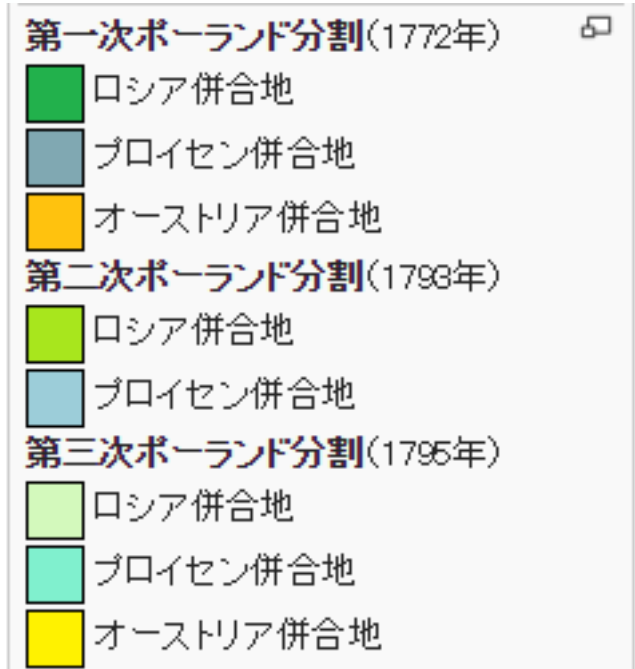 第一次ポーランド分割(1772年)
ロシア併合地
プロイセン併合地
オーストリア併合地
第二次ポーランド分割(1793年)
ロシア併合地
プロイセン併合地
第三次ポーランド分割(1795年)
ロシア併合地
プロイセン併合地
オーストリア併合地